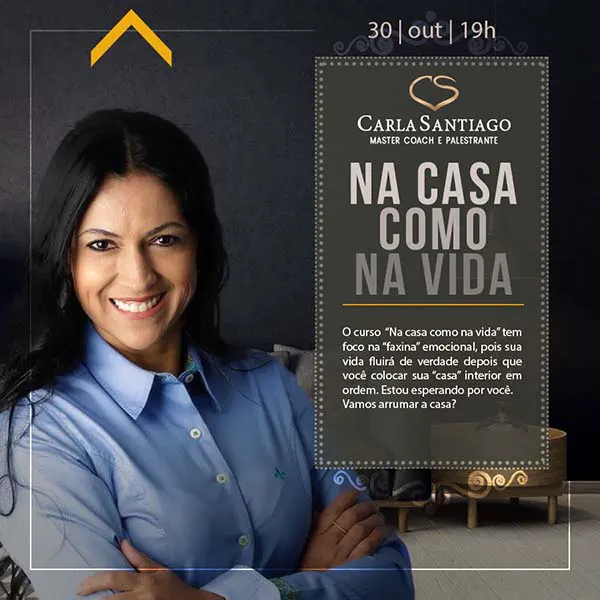 30 | out | 19h
CS
CARLA SANTIAGO
MASTER COACH E PALESTRANTE
NA CASA
COMO
NA VIDA
O curso “Na casa como na vida” tem
foco na “faxina” emocional, pois sua
vida fluirá de verdade depois que
você colocar sua “casa” interior em
ordem. Estou esperando por você.
Vamos arrumar a casa?